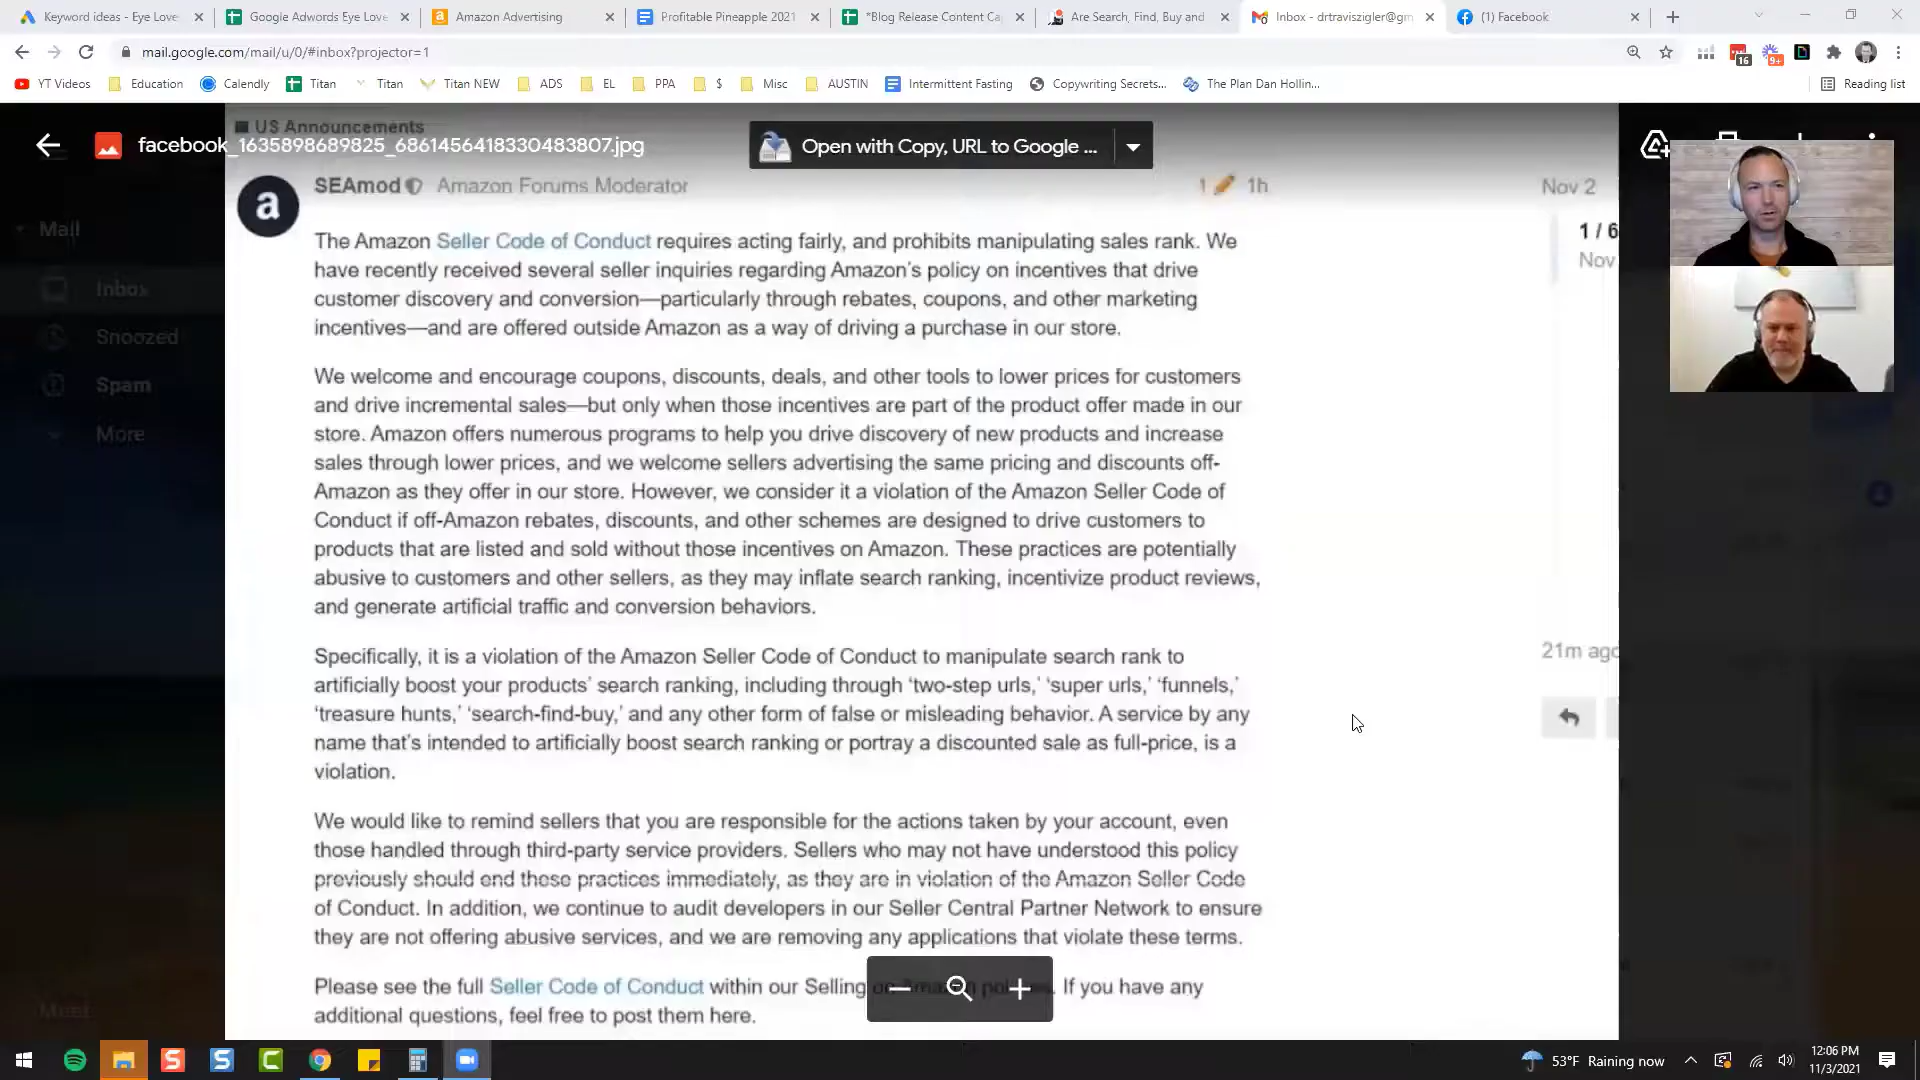 Keyword ideas - Eye Love
Google Adwords Eye Love
Amazon Advertising
Profitable Pineapple 2021
*Blog Release Content Ca
Are Search, Find, Buy and
Inbox - drtraviszigler@gm
(1) Facebook
mail.google.com/mail/u/0/#inbox?projector=1
16
9+
YT Videos
Education
Calendly
Titan
Titan
Titan NEW
ADS
EL
PPA
$
Misc
AUSTIN
Intermittent Fasting
Copywriting Secrets...
The Plan Dan Hollin...
Reading list
US Announcements
facebook_1635898689825_6861456418330483807.jpg
Open with Copy, URL to Google ...
Mail
Inbox
Snoozed
Spam
More
Meet
a
SEAmod Amazon Forums Moderator
1 1h
Nov 2
1 / 6
Nov
The Amazon Seller Code of Conduct requires acting fairly, and prohibits manipulating sales rank. We
have recently received several seller inquiries regarding Amazon's policy on incentives that drive
customer discovery and conversion—particularly through rebates, coupons, and other marketing
incentives—and are offered outside Amazon as a way of driving a purchase in our store.
We welcome and encourage coupons, discounts, deals, and other tools to lower prices for customers
and drive incremental sales—but only when those incentives are part of the product offer made in our
store. Amazon offers numerous programs to help you drive discovery of new products and increase
sales through lower prices, and we welcome sellers advertising the same pricing and discounts off-
Amazon as they offer in our store. However, we consider it a violation of the Amazon Seller Code of
Conduct if off-Amazon rebates, discounts, and other schemes are designed to drive customers to
products that are listed and sold without those incentives on Amazon. These practices are potentially
abusive to customers and other sellers, as they may inflate search ranking, incentivize product reviews,
and generate artificial traffic and conversion behaviors.
Specifically, it is a violation of the Amazon Seller Code of Conduct to manipulate search rank to
artificially boost your products' search ranking, including through 'two-step urls,' 'super urls,' 'funnels,'
'treasure hunts,' 'search-find-buy,' and any other form of false or misleading behavior. A service by any
name that's intended to artificially boost search ranking or portray a discounted sale as full-price, is a
violation.
21m ago
We would like to remind sellers that you are responsible for the actions taken by your account, even
those handled through third-party service providers. Sellers who may not have understood this policy
previously should end these practices immediately, as they are in violation of the Amazon Seller Code
of Conduct. In addition, we continue to audit developers in our Seller Central Partner Network to ensure
they are not offering abusive services, and we are removing any applications that violate these terms.
Please see the full Seller Code of Conduct within our Selling on Amazon policies. If you have any
additional questions, feel free to post them here.
53°F Raining now
12:06 PM
11/3/2021